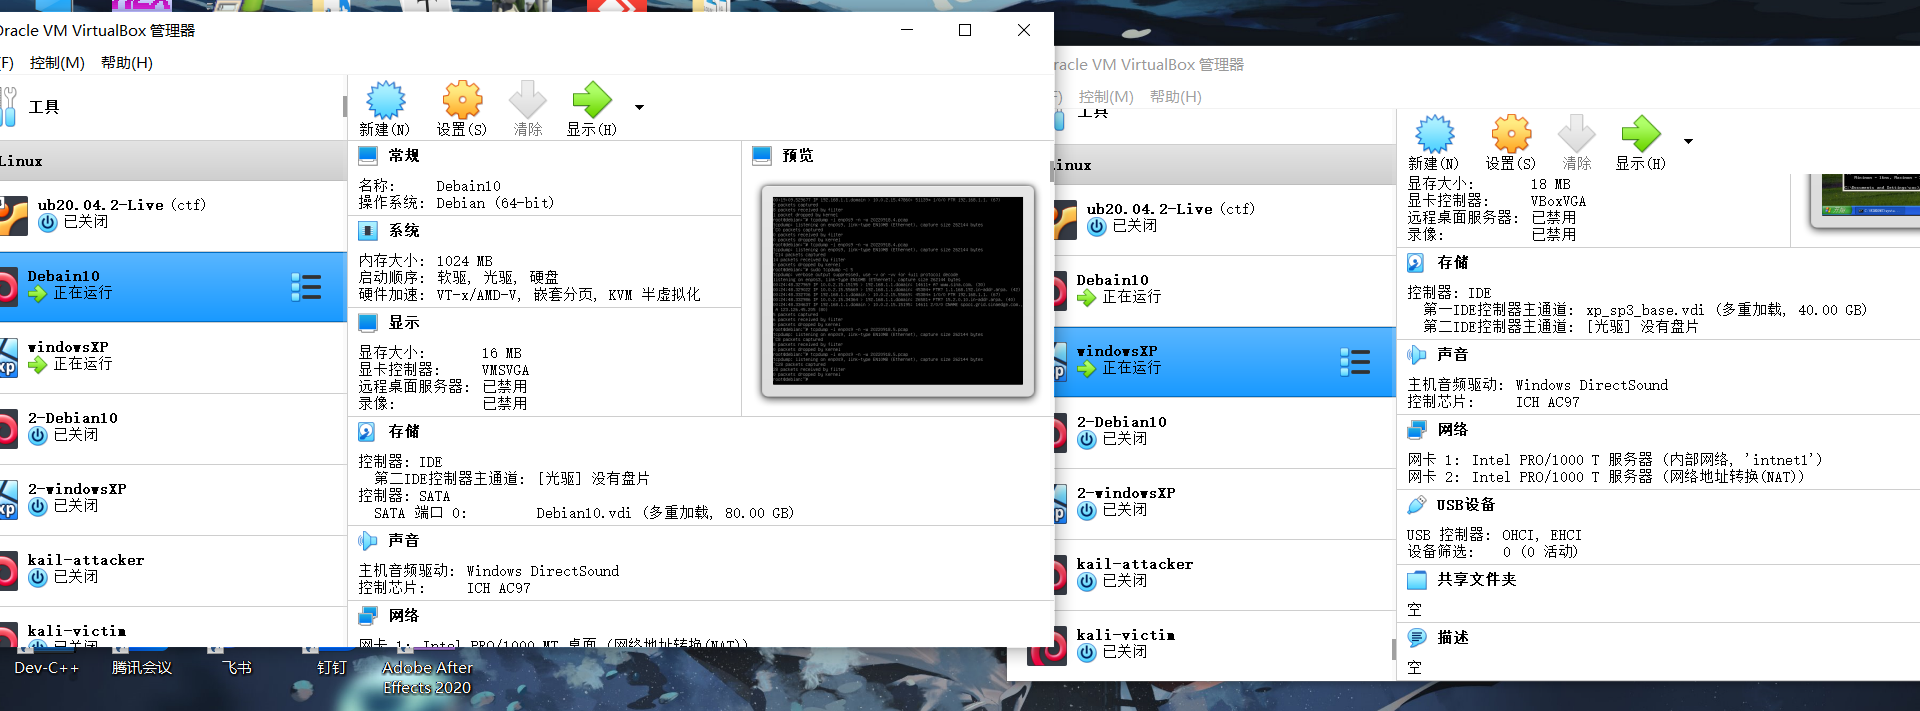 Oracle VM VirtualBox 管理器
(F) 控制(M) 帮助(H)
工具
Linux
ub20.04.2-Live (ctf)
已关闭
Debain10
正在运行
windowsXP
正在运行
2-Debian10
已关闭
2-windowsXP
已关闭
kail-attacker
已关闭
kali-victim
已关闭
新建(N) 设置(S) 清除 显示(H)
常规
名称: Debain10
操作系统: Debian (64-bit)
系统
内存大小: 1024 MB
启动顺序: 软驱, 光驱, 硬盘
硬件加速: VT-x/AMD-V, 嵌套分页, KVM 半虚拟化
显示
显存大小: 16 MB
显卡控制器: VMSVGA
远程桌面服务器: 已禁用
录像: 已禁用
预览
存储
控制器: IDE
第二IDE控制器主通道: [光驱] 没有盘片
控制器: SATA
SATA 端口 0: Debian10.vdi (多重加载, 80.00 GB)
声音
主机音频驱动: Windows DirectSound
控制芯片: ICH AC97
网络
网卡 1: Intel PRO/1000 MT 桌面 (网络地址转换(NAT))
racle VM VirtualBox 管理器
F) 控制(M) 帮助(H)
工具
inux
ub20.04.2-Live (ctf)
已关闭
Debain10
正在运行
windowsXP
正在运行
2-Debian10
已关闭
2-windowsXP
已关闭
kail-attacker
已关闭
kali-victim
已关闭
新建(N) 设置(S) 清除 显示(H)
显存大小: 18 MB
显卡控制器: VBoxVGA
远程桌面服务器: 已禁用
录像: 已禁用
存储
控制器: IDE
第一IDE控制器主通道: xp_sp3_base.vdi (多重加载, 40.00 GB)
第二IDE控制器主通道: [光驱] 没有盘片
声音
主机音频驱动: Windows DirectSound
控制芯片: ICH AC97
网络
网卡 1: Intel PRO/1000 T 服务器 (内部网络, 'intnet1')
网卡 2: Intel PRO/1000 T 服务器 (网络地址转换(NAT))
USB设备
USB 控制器: OHCI, EHCI
设备筛选: 0 (0 活动)
共享文件夹
空
描述
空
Dev-C++
腾讯会议
飞书
钉钉
Adobe After
Effects 2020